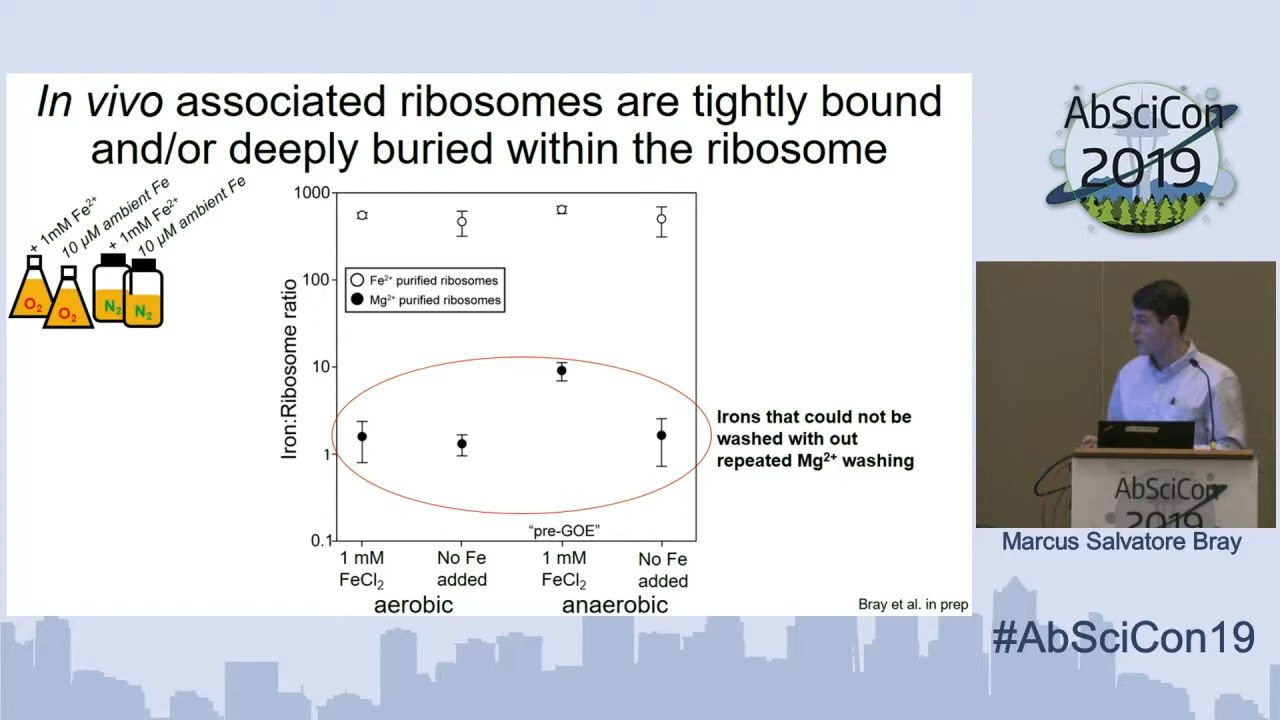 In vivo associated ribosomes are tightly bound
and/or deeply buried within the ribosome
+ 1mM Fe²⁺
10 µM ambient Fe
+ 1mM Fe²⁺
10 µM ambient Fe
O₂
O₂
N₂
N₂
Iron:Ribosome ratio
1000
100
10
1
0.1
Fe²⁺ purified ribosomes
Mg²⁺ purified ribosomes
"pre-GOE"
1 mM
FeCl₂
No Fe
added
1 mM
FeCl₂
No Fe
added
aerobic
anaerobic
Irons that could not be
washed with out
repeated Mg²⁺ washing
Bray et al. in prep
AbSciCon
2019
AbSciCon
2019
Marcus Salvatore Bray
#AbSciCon19